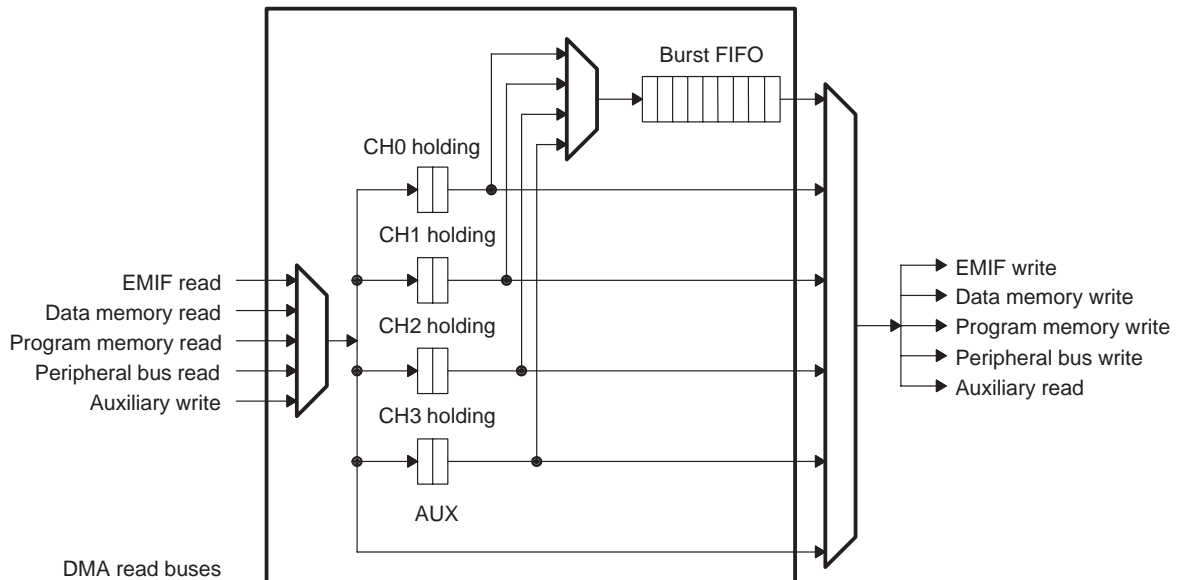 Burst FIFO
CH0 holding
CH1 holding
EMIF read
Data memory read
Program memory read
Peripheral bus read
Auxiliary write
CH2 holding
CH3 holding
AUX
DMA read buses
EMIF write
Data memory write
Program memory write
Peripheral bus write
Auxiliary read